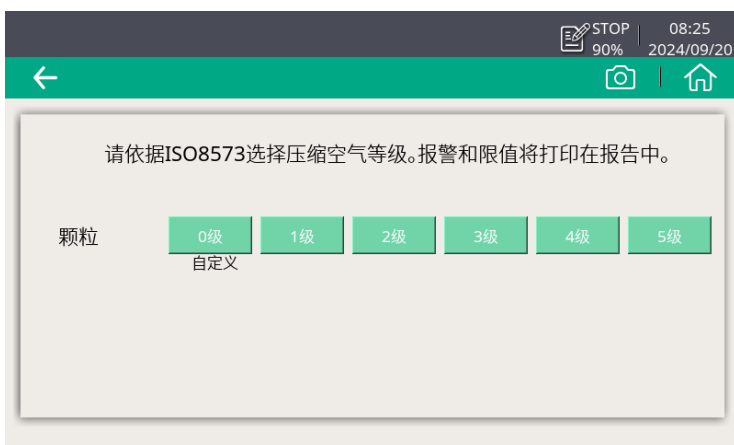 STOP 08:25
90% 2024/09/20
请依据ISO8573选择压缩空气等级。报警和限值将打印在报告中。
颗粒 0级 1级 2级 3级 4级 5级
自定义